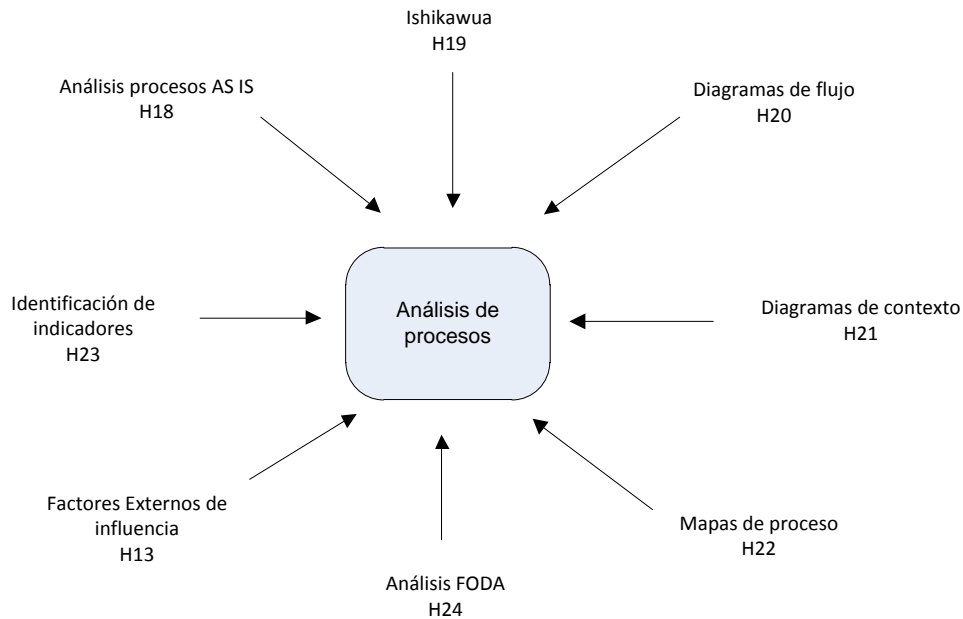 Ishikawua
H19
Análisis procesos AS IS
H18
Diagramas de flujo
H20
Identificación de
indicadores
H23
Análisis de
procesos
Diagramas de contexto
H21
Factores Externos de
influencia
H13
Mapas de proceso
H22
Análisis FODA
H24